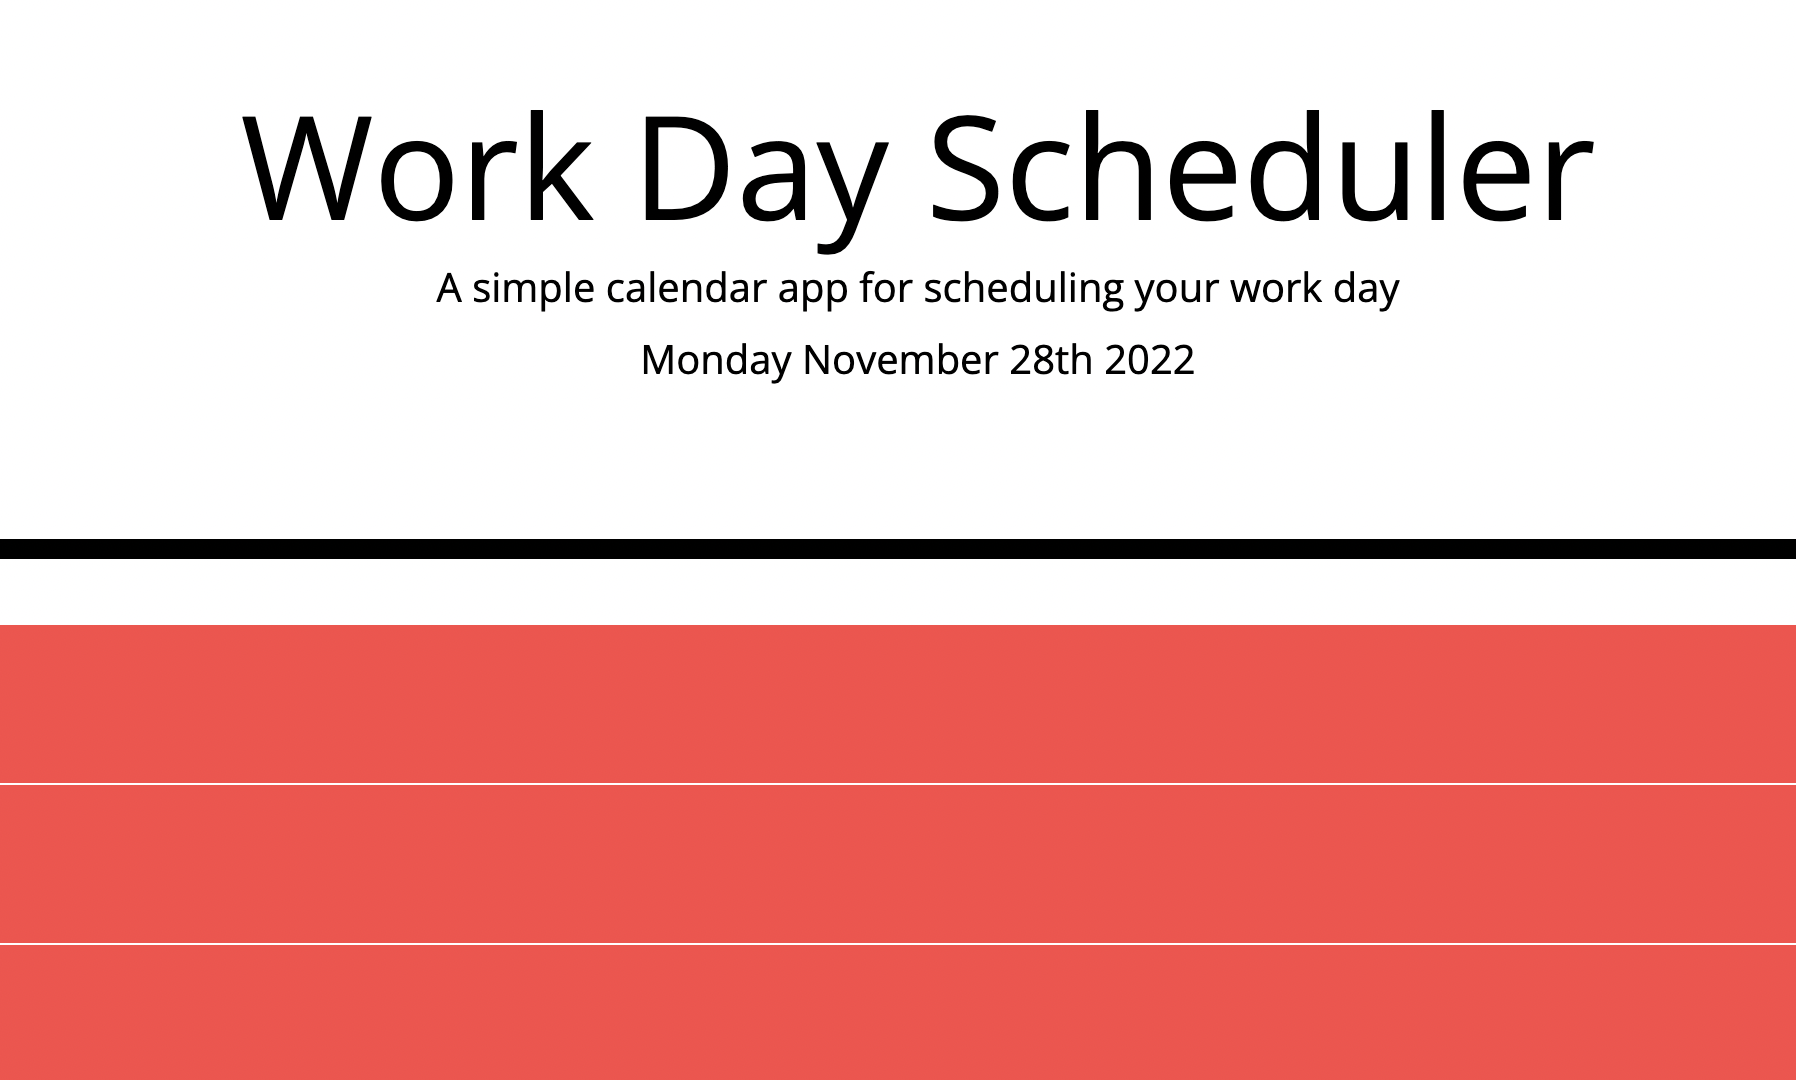 Work Day Scheduler
A simple calendar app for scheduling your work day
Monday November 28th 2022